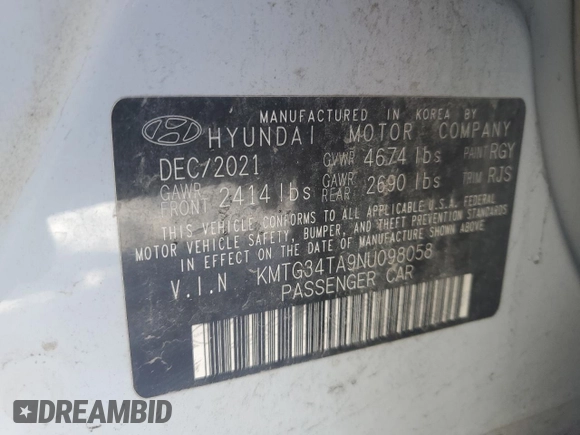 MANUFACTURED IN KOREA BY
HYUNDAI MOTOR COMPANY
DEC/2021 GVWR 4674 lbs PAINT RGY
GAWR FRONT 2414 lbs GAWR REAR 2690 lbs TRIM RJS
THIS VEHICLE CONFORMS TO ALL APPLICABLE U.S.A. FEDERAL
MOTOR VEHICLE SAFETY, BUMPER, AND THEFT PREVENTION STANDARDS
IN EFFECT ON THE DATE OF MANUFACTURE SHOWN ABOVE.
V.I.N KMTG34TA9NU098058
PASSENGER CAR
DREAMBID